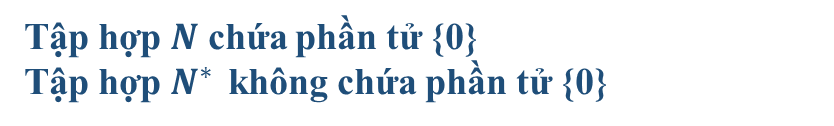 Tập hợp N chứa phần tử {0}
Tập hợp N* không chứa phần tử {0}